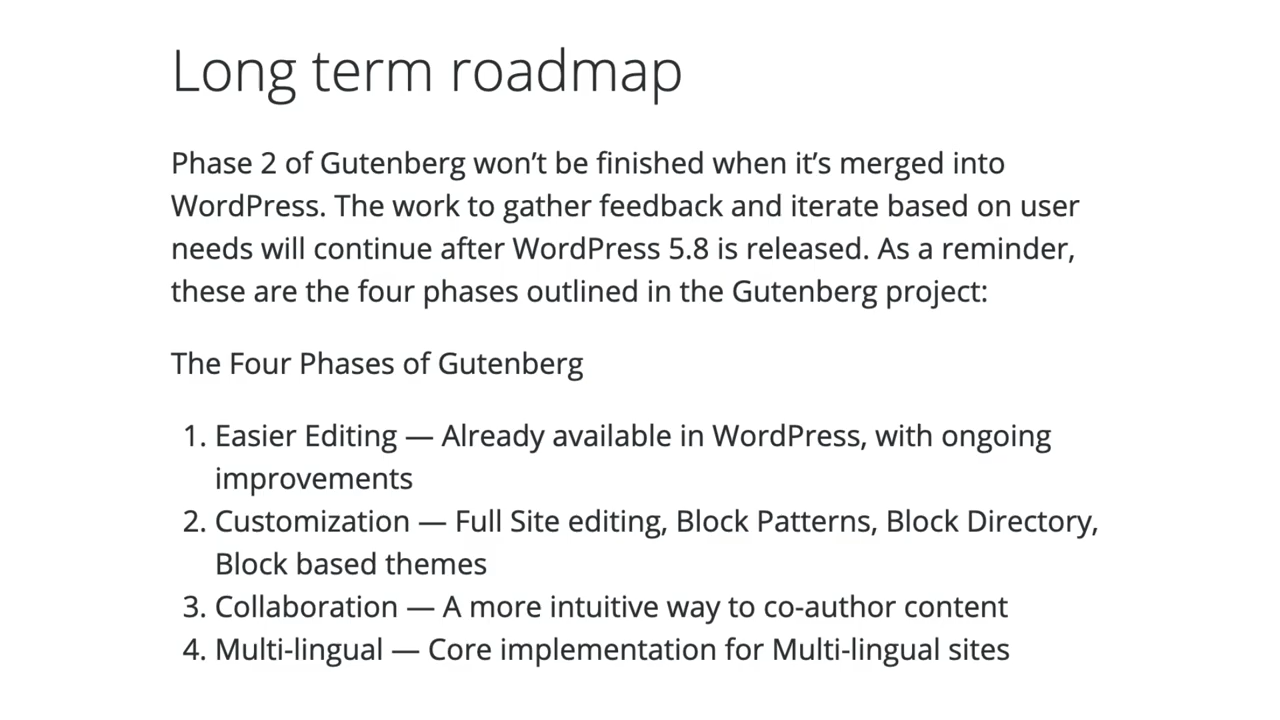 Long term roadmap
Phase 2 of Gutenberg won’t be finished when it’s merged into
WordPress. The work to gather feedback and iterate based on user
needs will continue after WordPress 5.8 is released. As a reminder,
these are the four phases outlined in the Gutenberg project:
The Four Phases of Gutenberg
1. Easier Editing — Already available in WordPress, with ongoing
improvements
2. Customization — Full Site editing, Block Patterns, Block Directory,
Block based themes
3. Collaboration — A more intuitive way to co-author content
4. Multi-lingual — Core implementation for Multi-lingual sites